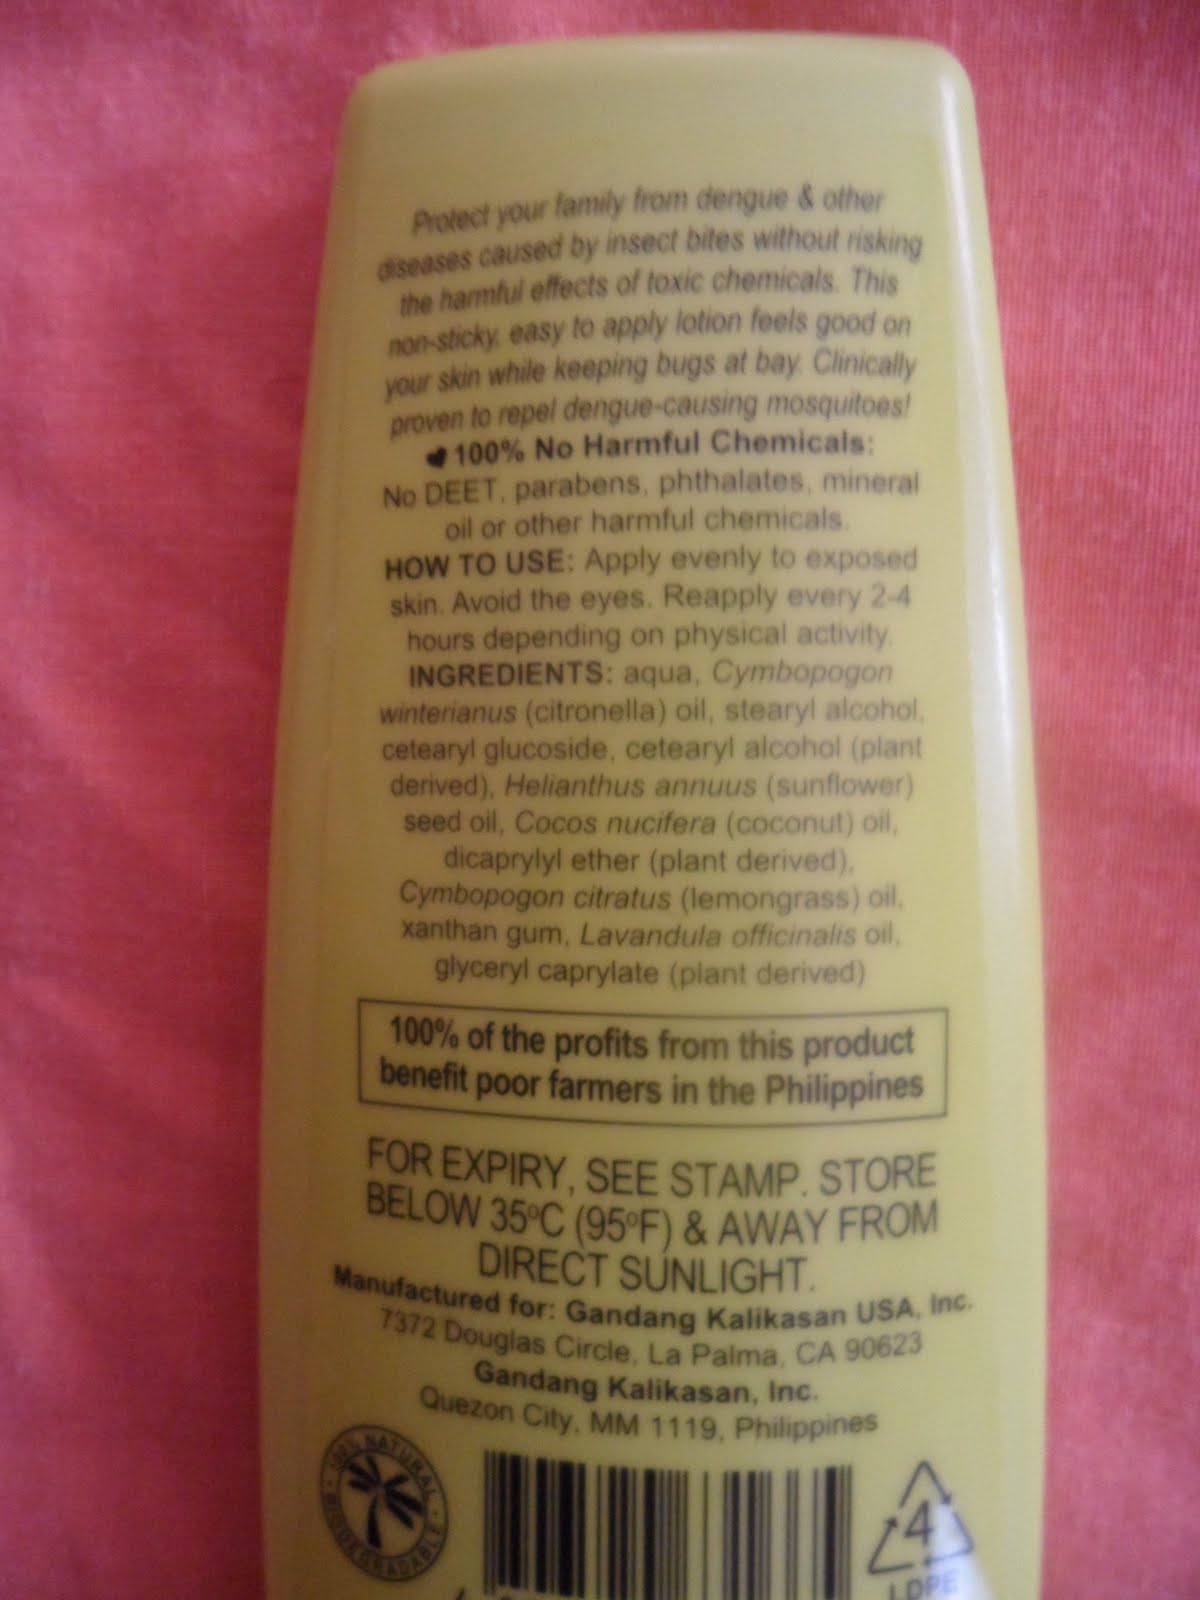 Protect your family from dengue & other
diseases caused by insect bites without risking
the harmful effects of toxic chemicals. This
non-sticky, easy to apply lotion feels good on
your skin while keeping bugs at bay. Clinically
proven to repel dengue-causing mosquitoes!
100% No Harmful Chemicals:
No DEET, parabens, phthalates, mineral
oil or other harmful chemicals.
HOW TO USE: Apply evenly to exposed
skin. Avoid the eyes. Reapply every 2-4
hours depending on physical activity.
INGREDIENTS: aqua, Cymbopogon
winterianus (citronella) oil, stearyl alcohol,
cetearyl glucoside, cetearyl alcohol (plant
derived), Helianthus annuus (sunflower)
seed oil, Cocos nucifera (coconut) oil,
dicaprylyl ether (plant derived),
Cymbopogon citratus (lemongrass) oil,
xanthan gum, Lavandula officinalis oil,
glyceryl caprylate (plant derived)
100% of the profits from this product
benefit poor farmers in the Philippines
FOR EXPIRY, SEE STAMP. STORE
BELOW 35ºC (95ºF) & AWAY FROM
DIRECT SUNLIGHT.
Manufactured for: Gandang Kalikasan USA, Inc.
7372 Douglas Circle, La Palma, CA 90623
Gandang Kalikasan, Inc.
Quezon City, MM 1119, Philippines
100% NATURAL
BIODEGRADABLE
4
LDPE